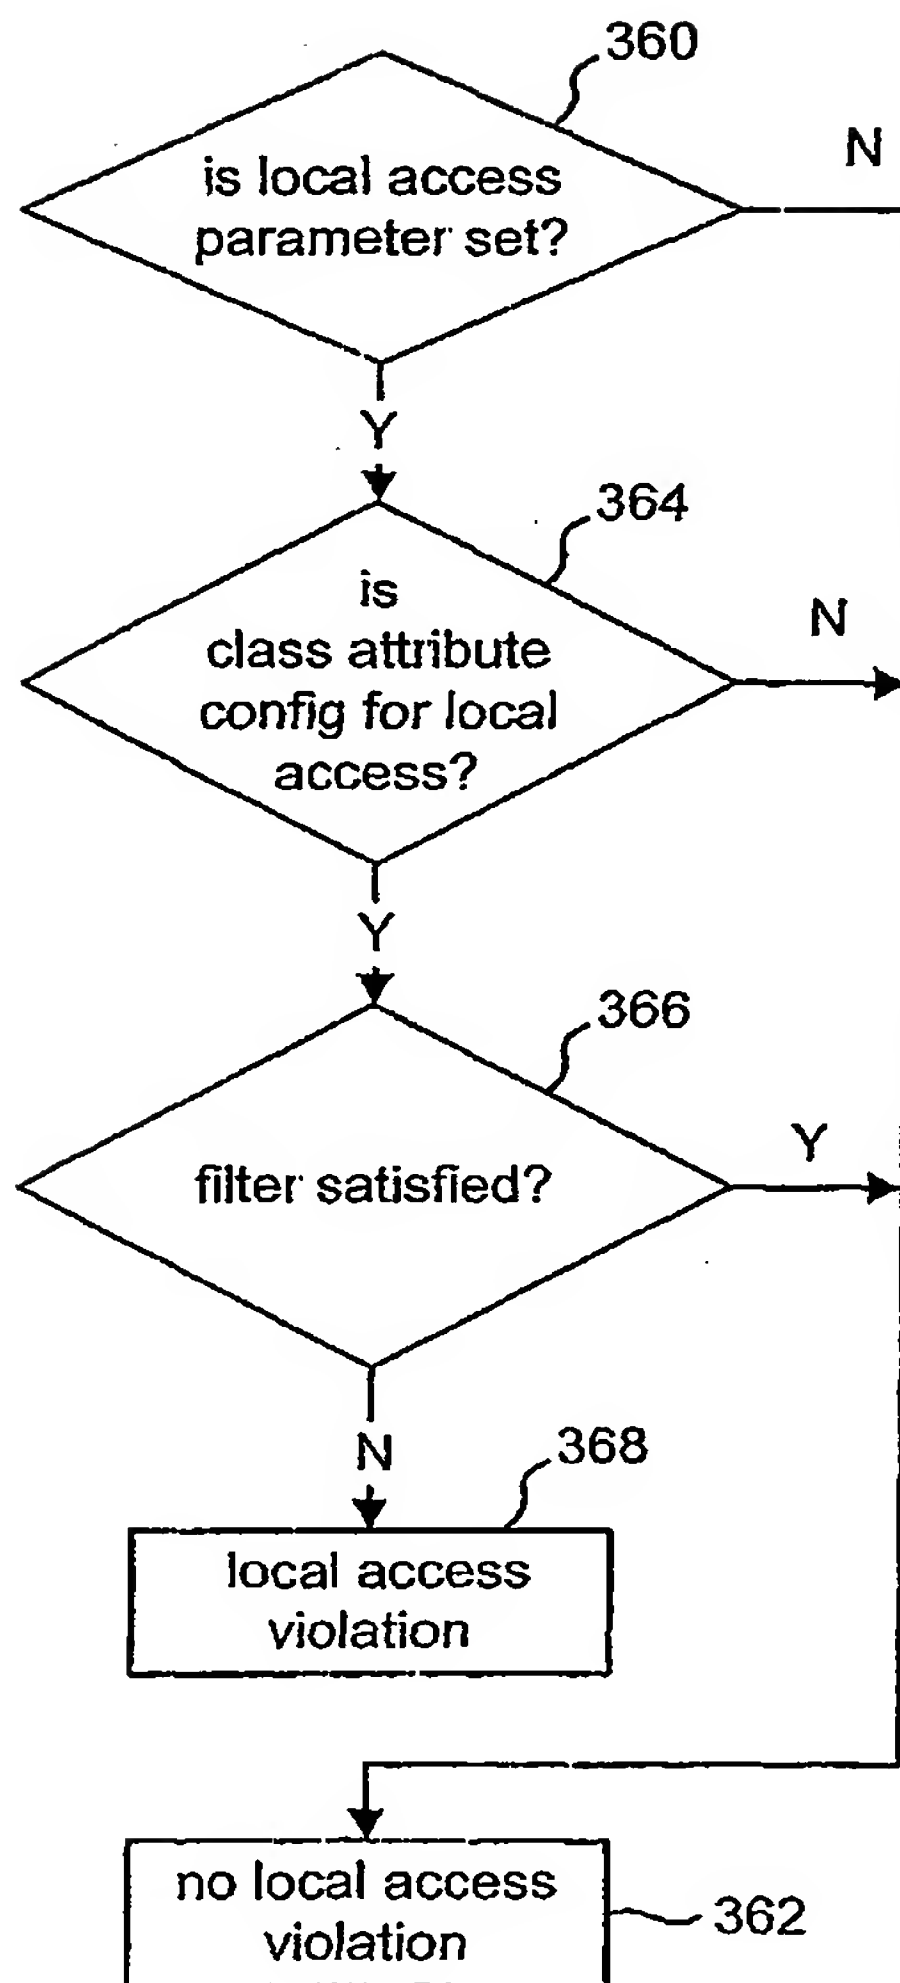 360
N
is local access
parameter set?
Y
364
is
class attribute
config for local
access?
N
Y
366
filter satisfied?
Y
N
368
local access
violation
no local access
violation
362